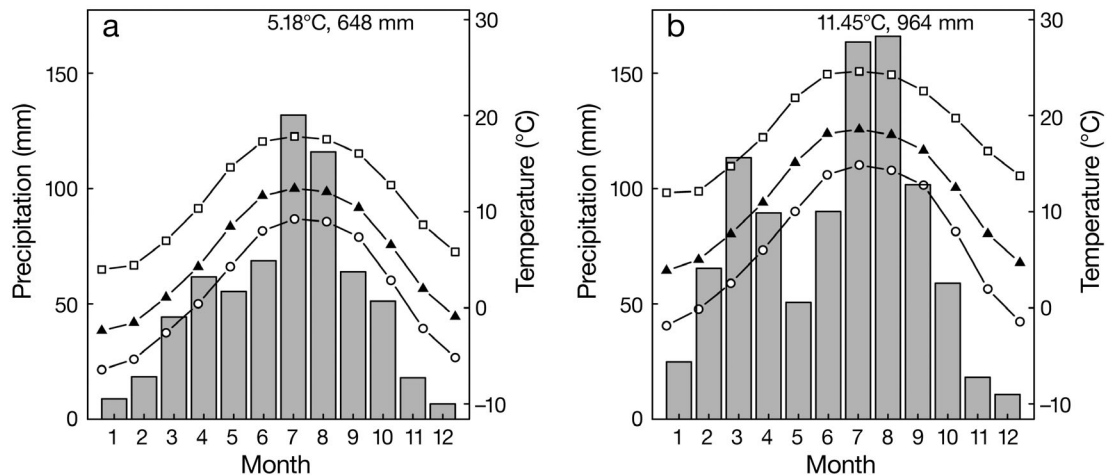 a
5.18°C, 648 mm
Precipitation (mm)
150
100
50
0
Temperature (°C)
30
20
10
0
–10
1 2 3 4 5 6 7 8 9 10 11 12
Month
b
11.45°C, 964 mm
Precipitation (mm)
150
100
50
0
Temperature (°C)
30
20
10
0
–10
1 2 3 4 5 6 7 8 9 10 11 12
Month